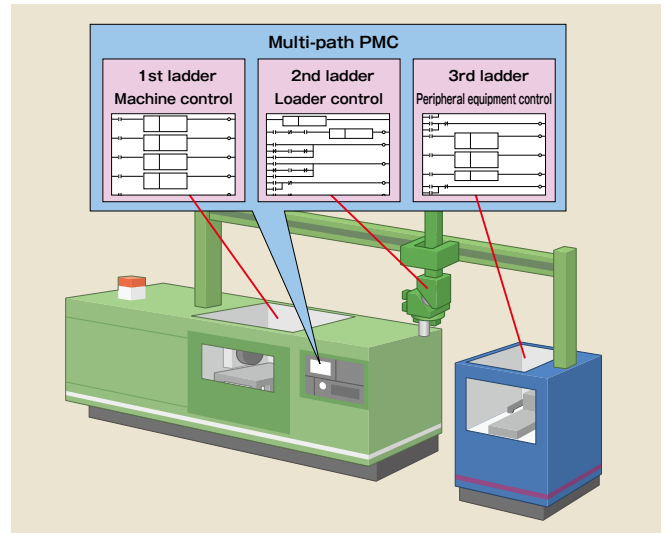 Multi-path PMC
1st ladder
Machine control
2nd ladder
Loader control
3rd ladder
Peripheral equipment control